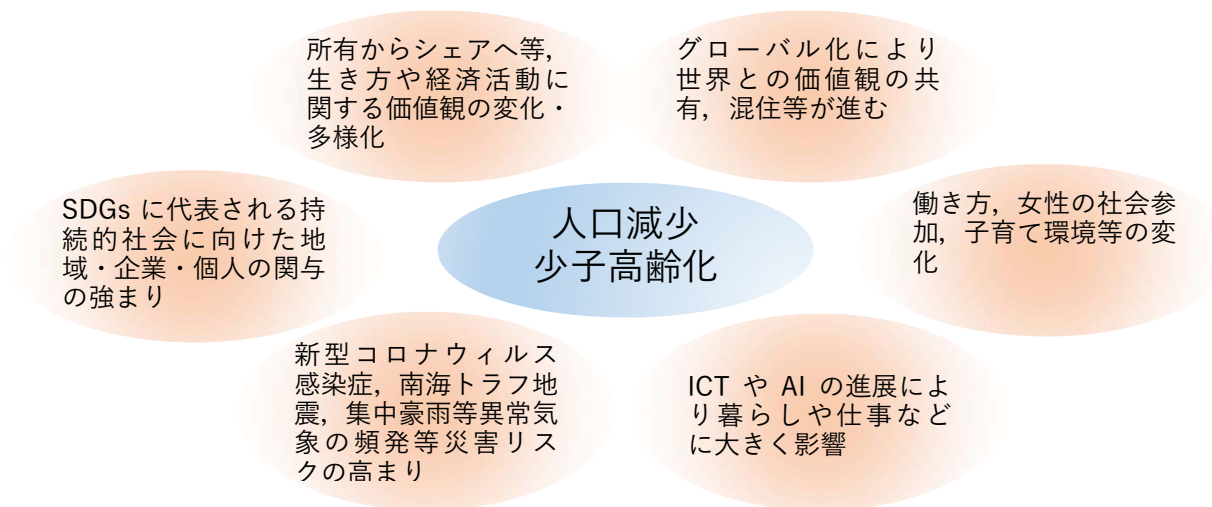 所有からシェアへ等,
生き方や経済活動に
関する価値観の変化・
多様化
グローバル化により
世界との価値観の共
有, 混住等が進む
SDGs に代表される持
続的社会に向けた地
域・企業・個人の関与
の強まり
人口減少
少子高齢化
働き方, 女性の社会参
加, 子育て環境等の変
化
新型コロナウィルス
感染症, 南海トラフ地
震, 集中豪雨等異常気
象の頻発等災害リス
クの高まり
ICT や AI の進展によ
り暮らしや仕事など
に大きく影響